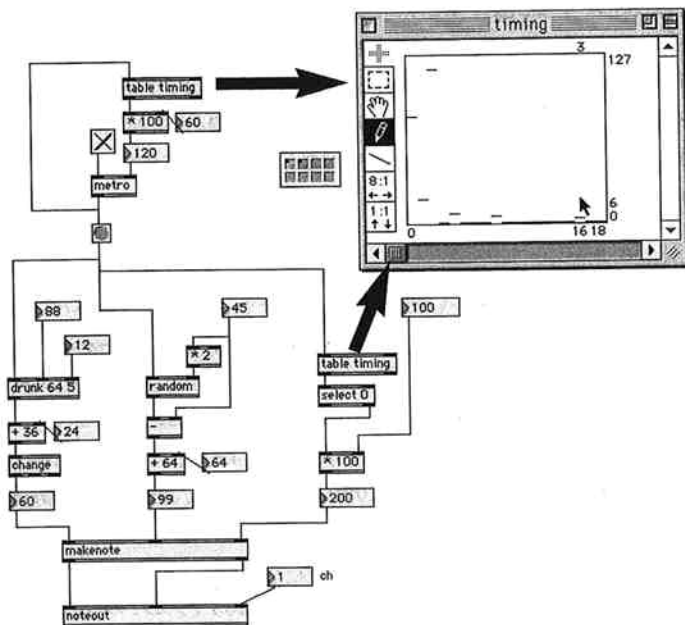 timing
3
127
table timing
* 100
60
120
metro
8:1
1:1
6
0
0
16 18
88
12
45
100
* 2
drunk 64 5
random
table timing
select 0
+ 36
24
-
change
+ 64
64
* 100
60
99
200
makenote
1
ch
noteout